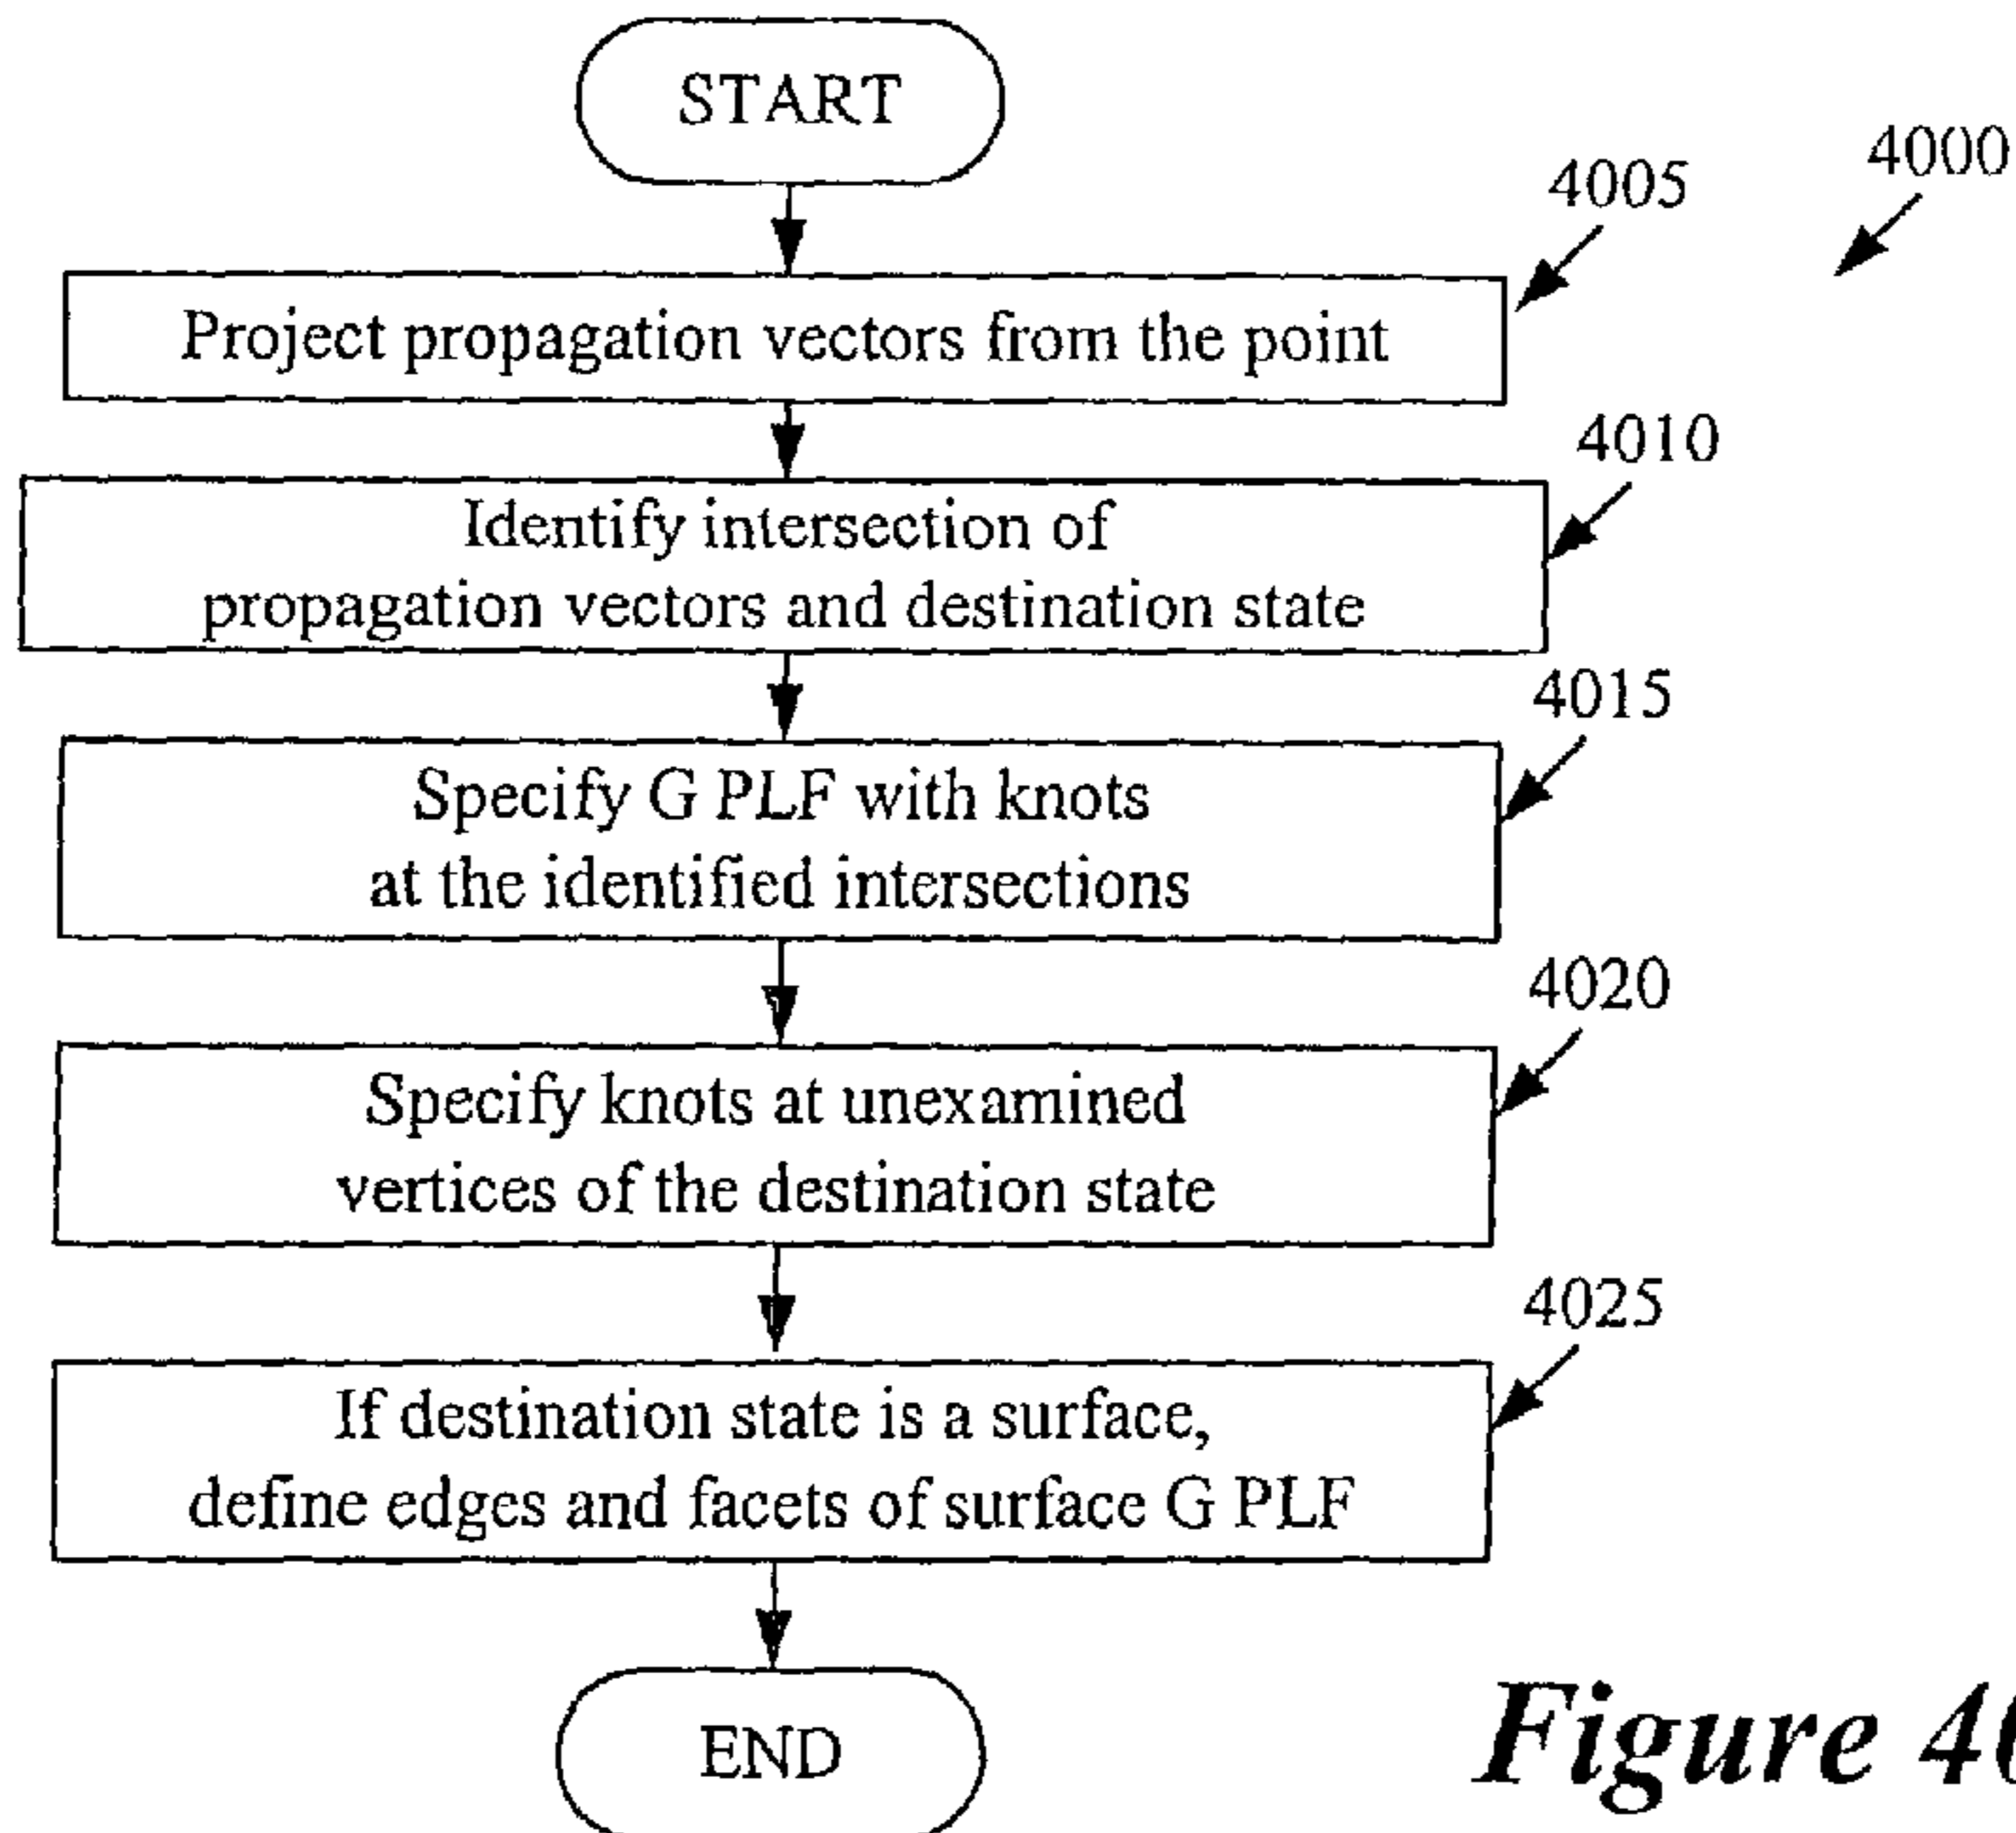 START
4000
4005
Project propagation vectors from the point
4010
Identify intersection of
propagation vectors and destination state
4015
Specify G PLF with knots
at the identified intersections
4020
Specify knots at unexamined
vertices of the destination state
4025
If destination state is a surface,
define edges and facets of surface G PLF
END
Figure 40